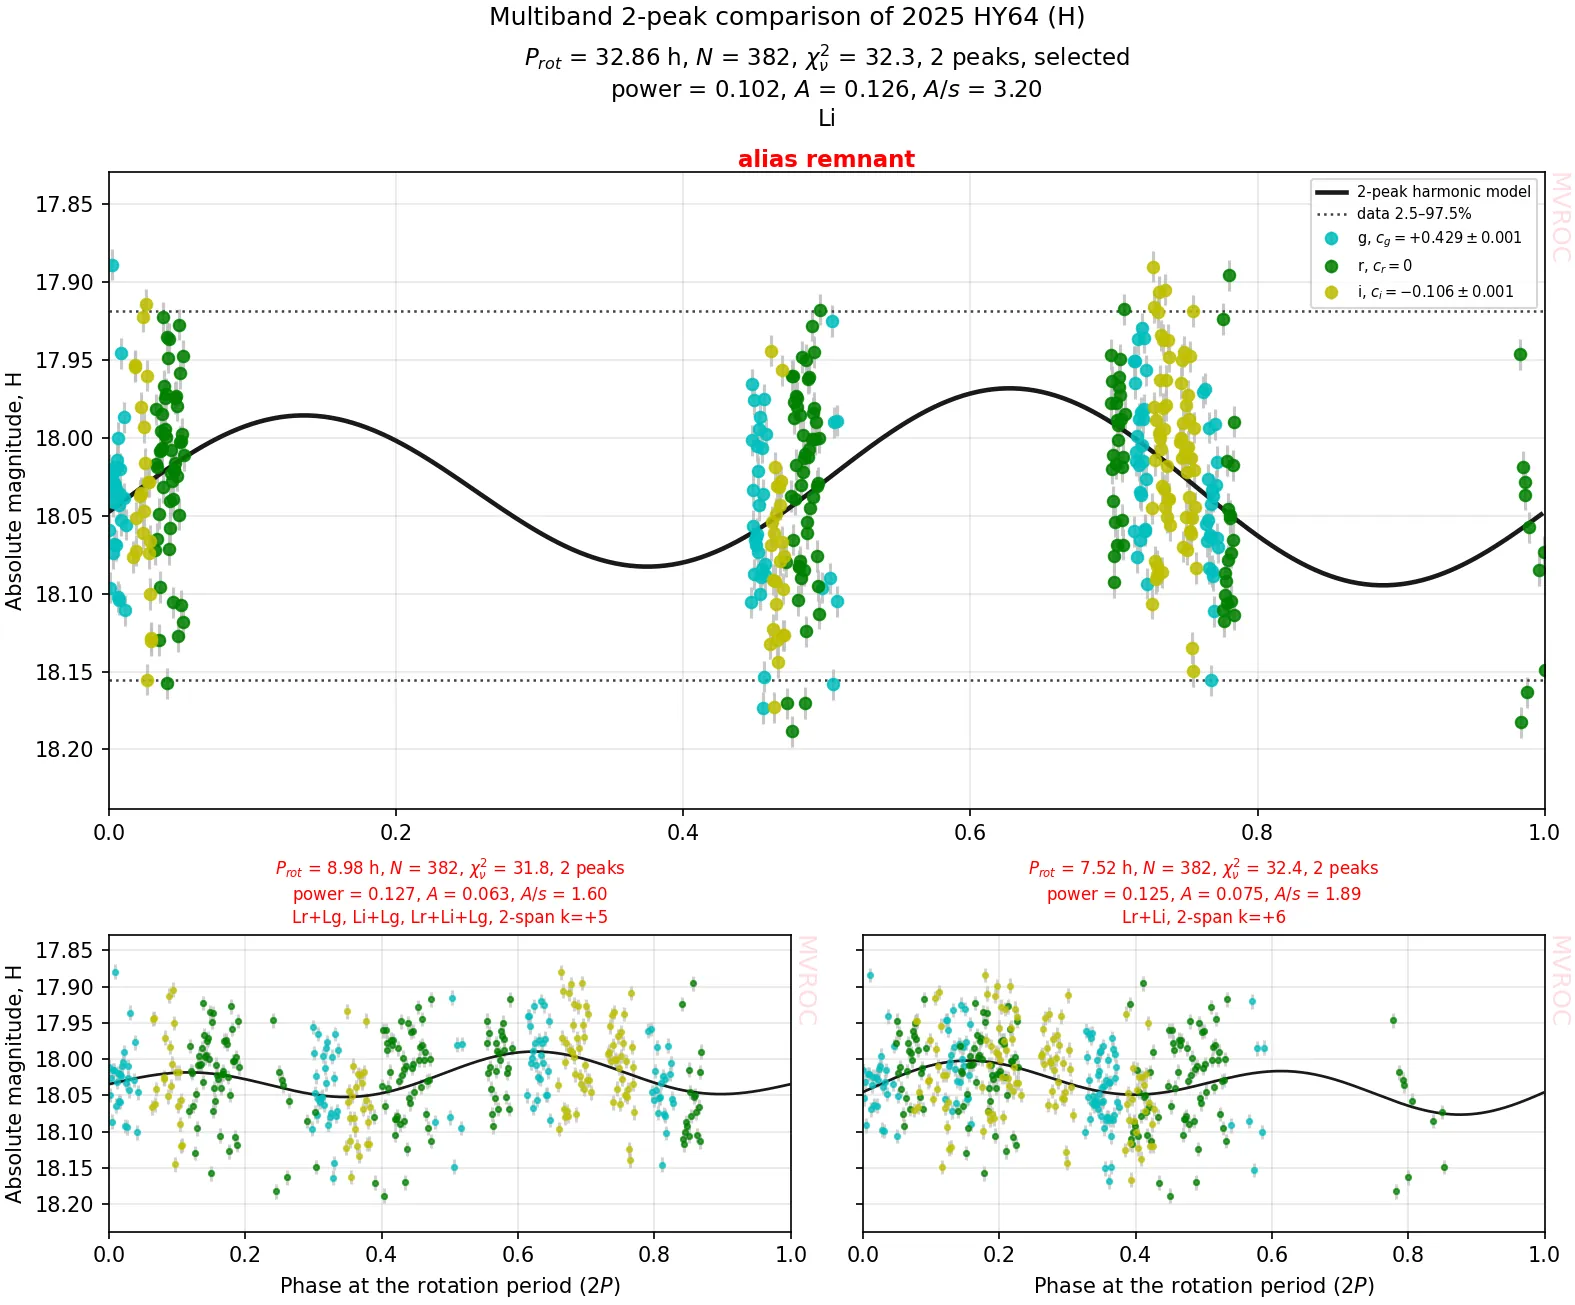 Multiband 2-peak comparison of 2025 HY64 (H)
P_rot = 32.86 h, N = 382, χ²_ν = 32.3, 2 peaks, selected
power = 0.102, A = 0.126, A/s = 3.20
Li
alias remnant
2-peak harmonic model
data 2.5–97.5%
g, c_g = +0.429 ± 0.001
r, c_r = 0
i, c_i = −0.106 ± 0.001
MVROC
Absolute magnitude, H
17.85
17.90
17.95
18.00
18.05
18.10
18.15
18.20
0.0 0.2 0.4 0.6 0.8 1.0
P_rot = 8.98 h, N = 382, χ²_ν = 31.8, 2 peaks
power = 0.127, A = 0.063, A/s = 1.60
Lr+Lg, Li+Lg, Lr+Li+Lg, 2-span k=+5
MVROC
Absolute magnitude, H
17.85
17.90
17.95
18.00
18.05
18.10
18.15
18.20
0.0 0.2 0.4 0.6 0.8 1.0
Phase at the rotation period (2P)
P_rot = 7.52 h, N = 382, χ²_ν = 32.4, 2 peaks
power = 0.125, A = 0.075, A/s = 1.89
Lr+Li, 2-span k=+6
MVROC
0.0 0.2 0.4 0.6 0.8 1.0
Phase at the rotation period (2P)